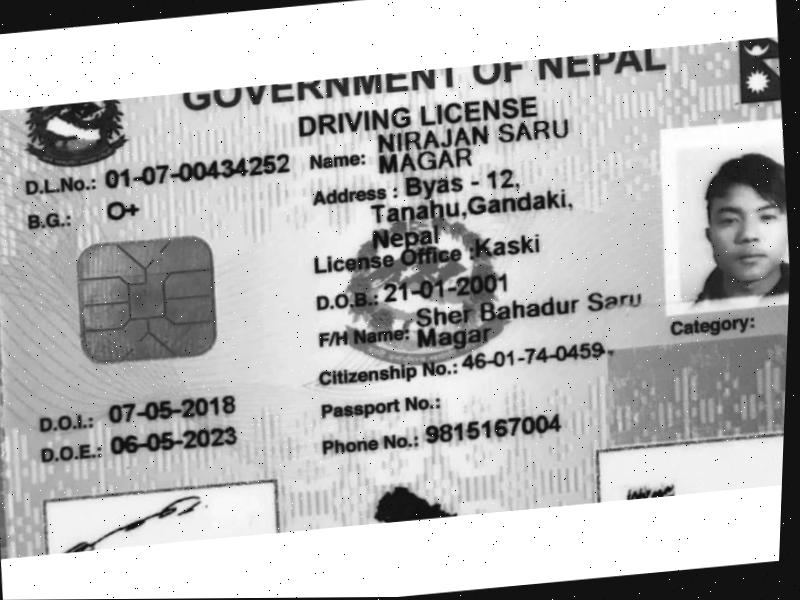 GOVERNMENT OF NEPAL
DRIVING LICENSE
D.L.No.: 01-07-00434252
Name: NIRAJAN SARU
MAGAR
B.G.: O+
Address : Byas - 12,
Tanahu,Gandaki,
Nepal
License Office :Kaski
D.O.B.: 21-01-2001
F/H Name: Sher Bahadur Saru
Magar
Category:
Citizenship No.: 46-01-74-0459
D.O.I.: 07-05-2018
Passport No.:
D.O.E.: 06-05-2023
Phone No.: 9815167004